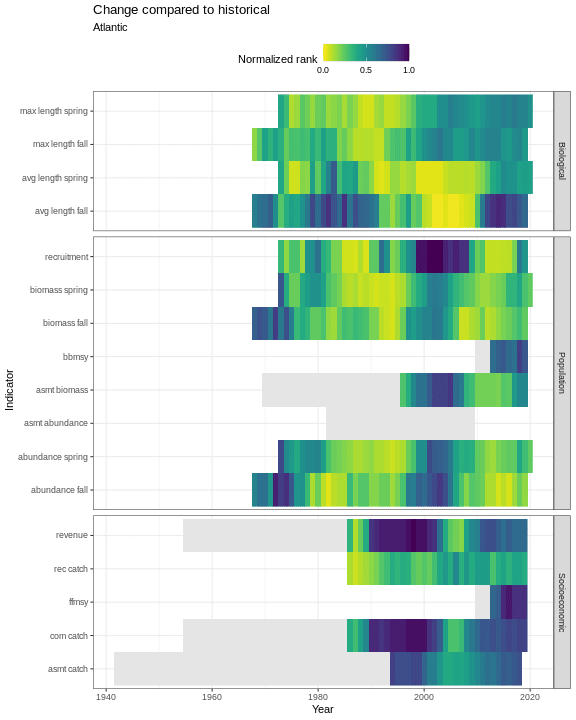 Change compared to historical
Atlantic
Normalized rank
0.0 0.5 1.0
Indicator
max length spring
max length fall
avg length spring
avg length fall
Biological
recruitment
biomass spring
biomass fall
bbmsy
asmt biomass
asmt abundance
abundance spring
abundance fall
Population
revenue
rec catch
ffmsy
com catch
asmt catch
Socioeconomic
1940 1960 1980 2000 2020
Year